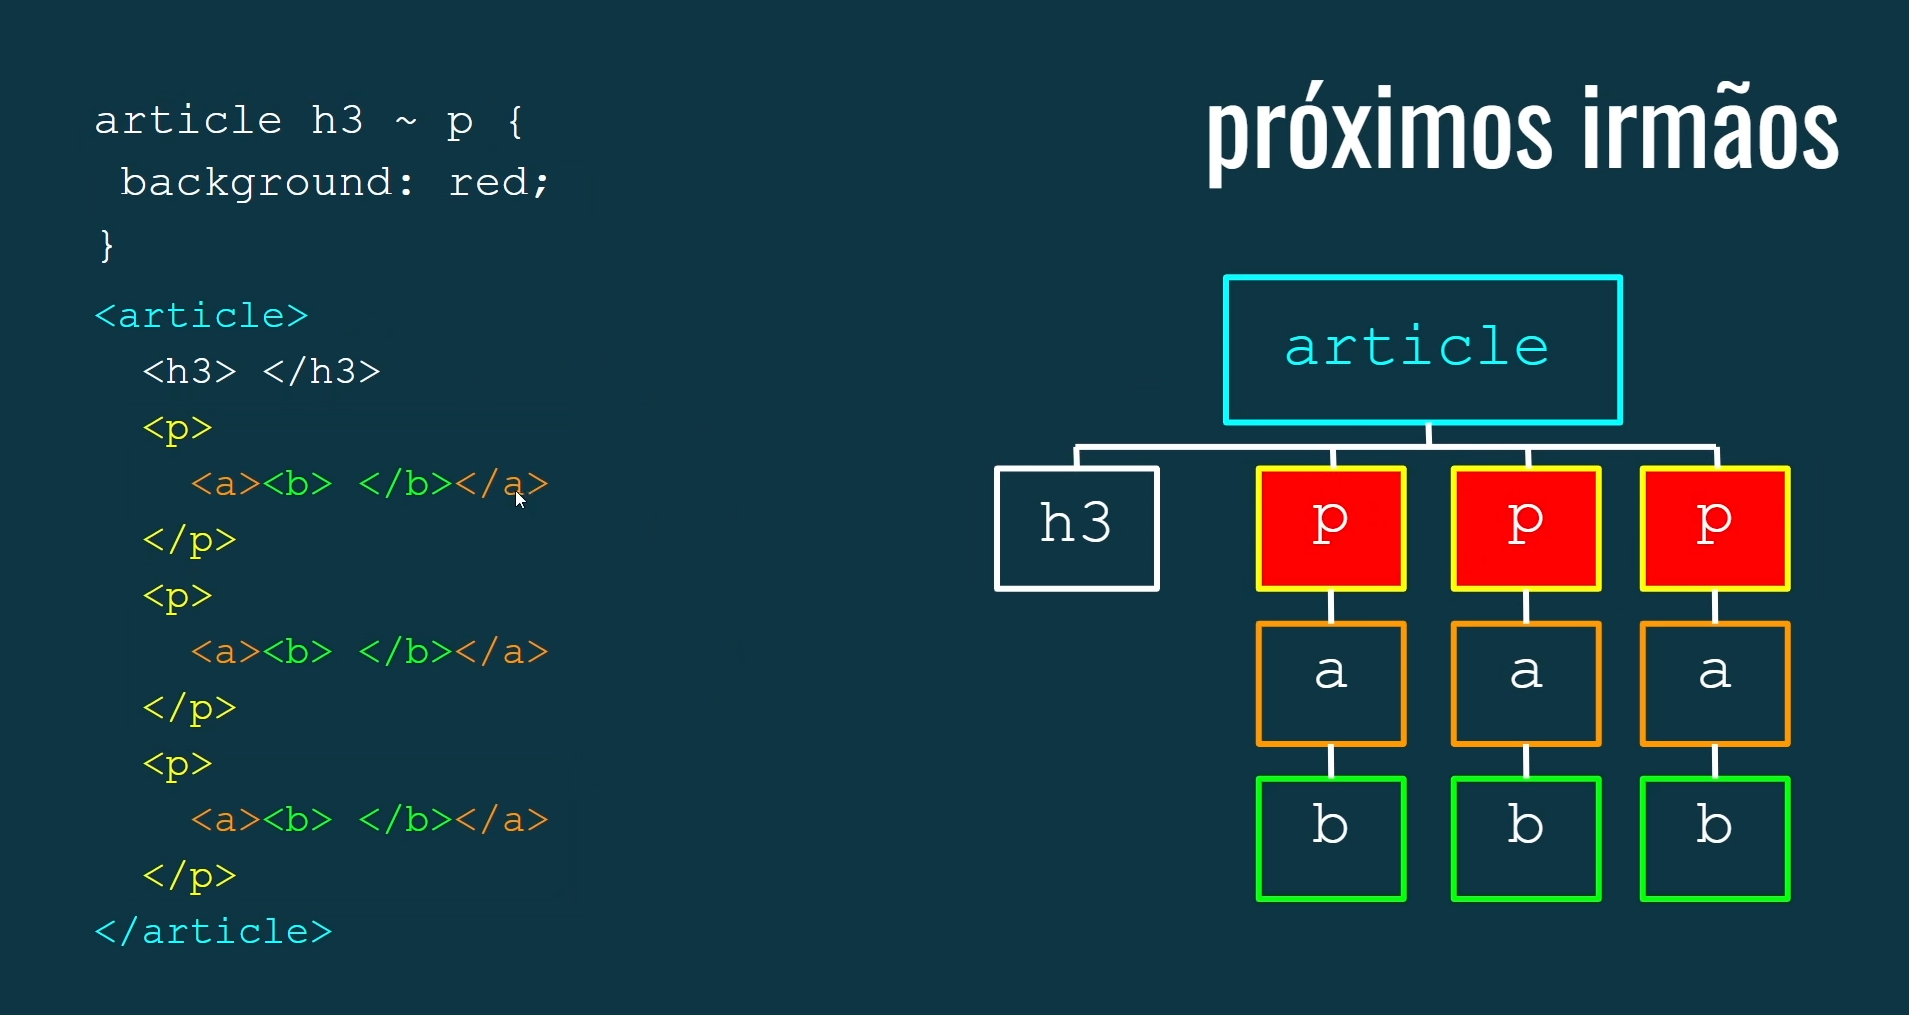 article h3 ~ p {
background: red;
}
<article>
<h3> </h3>
<p>
<a><b> </b></a>
</p>
<p>
<a><b> </b></a>
</p>
<p>
<a><b> </b></a>
</p>
</article>
próximos irmãos
article
h3 p p p
a a a
b b b